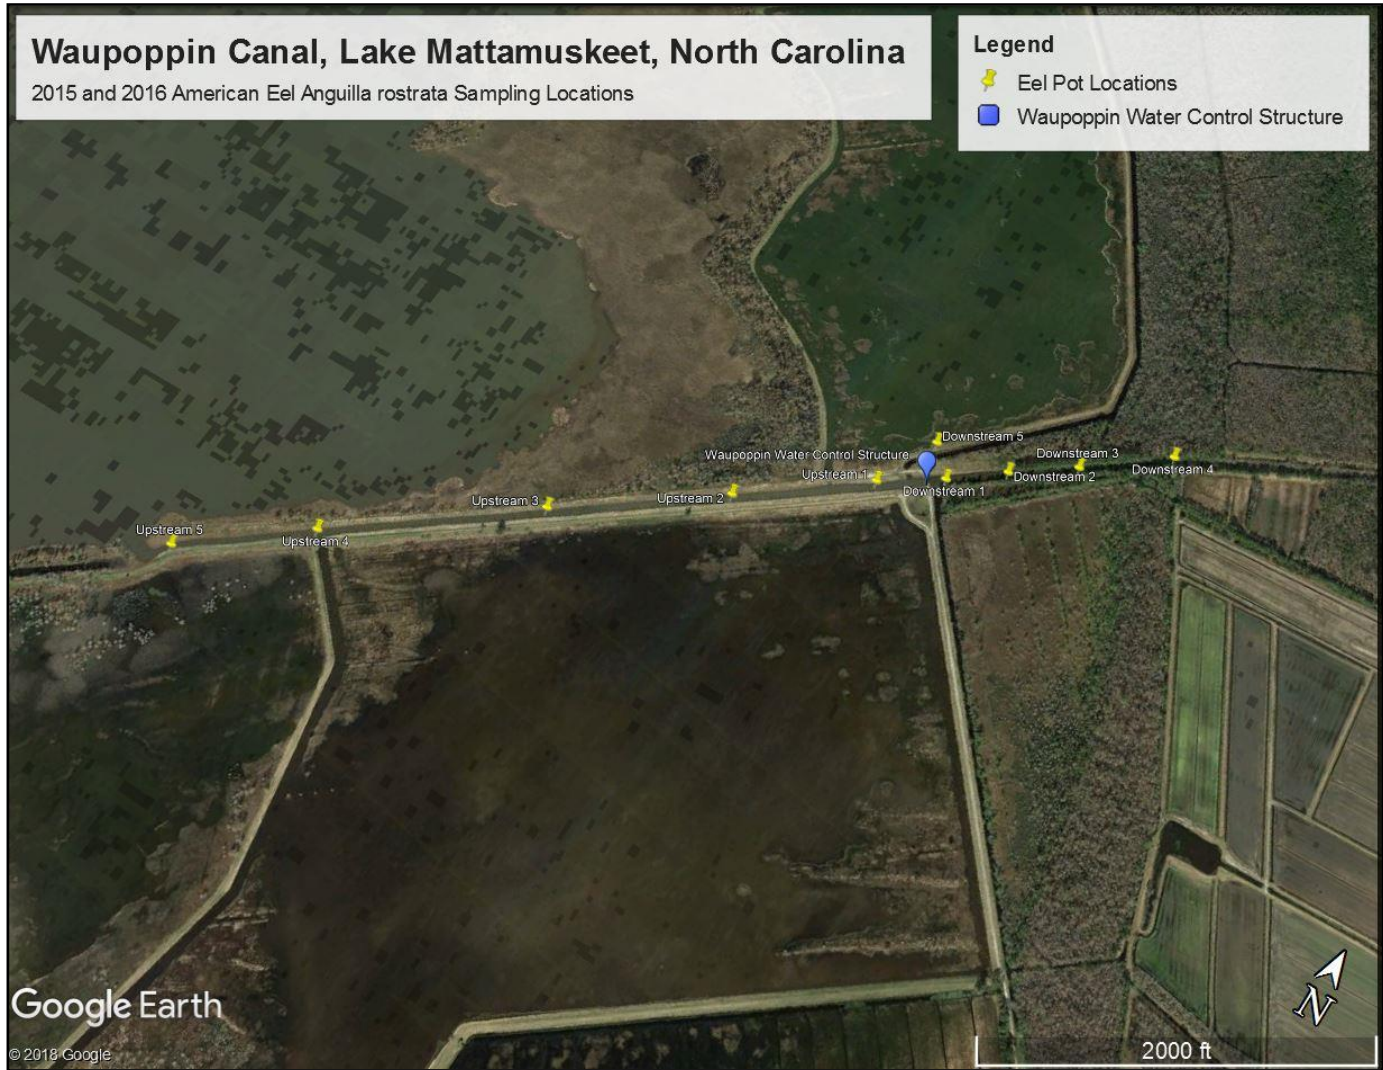 Waupoppin Canal, Lake Mattamuskeet, North Carolina
2015 and 2016 American Eel Anguilla rostrata Sampling Locations
Legend
Eel Pot Locations
Waupoppin Water Control Structure
Downstream 5
Waupoppin Water Control Structure
Downstream 3
Upstream 1
Downstream 4
Downstream 2
Downstream 1
Upstream 2
Upstream 3
Upstream 5
Upstream 4
N
Google Earth
© 2018 Google
2000 ft